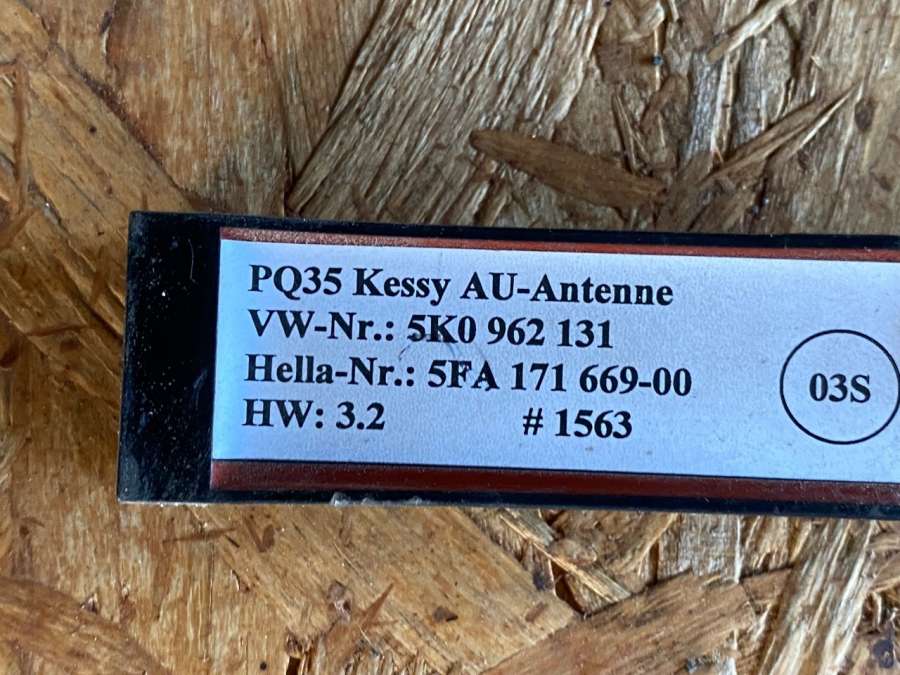 PQ35 Kessy AU-Antenne
VW-Nr.: 5K0 962 131
Hella-Nr.: 5FA 171 669-00
HW: 3.2 # 1563
03S